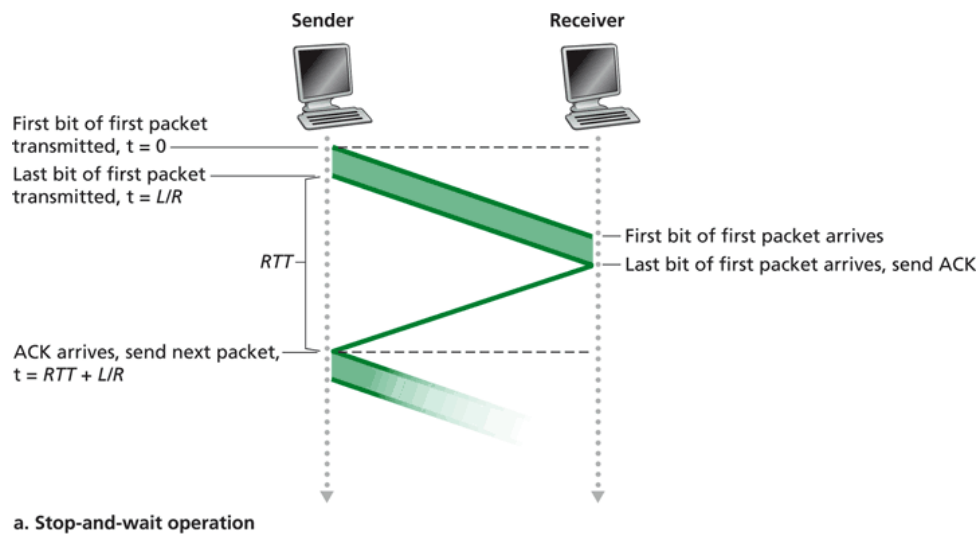 Sender
Receiver
First bit of first packet
transmitted, t = 0
Last bit of first packet
transmitted, t = L/R
First bit of first packet arrives
Last bit of first packet arrives, send ACK
RTT
ACK arrives, send next packet,
t = RTT + L/R
a. Stop-and-wait operation